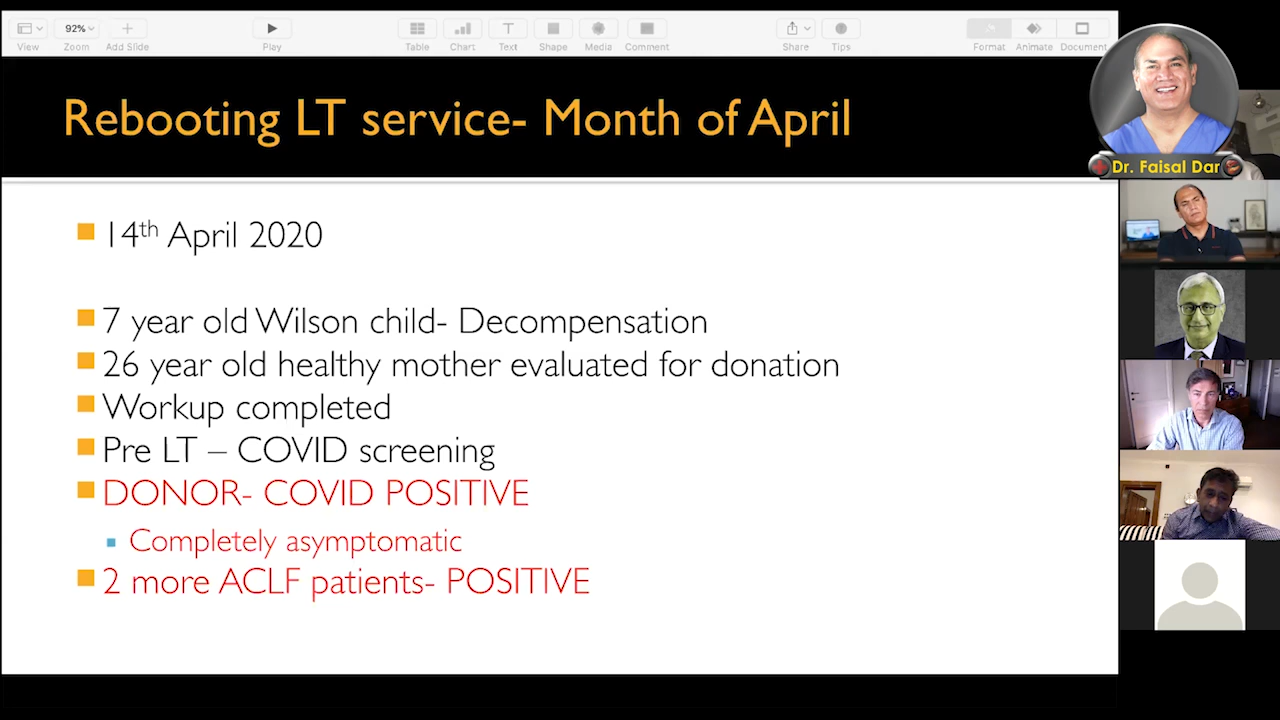 92%
View
Zoom
Add Slide
Play
Table
Chart
Text
Shape
Media
Comment
Share
Tips
Format
Animate
Document
Rebooting LT service- Month of April
Dr. Faisal Dar
14th April 2020
7 year old Wilson child- Decompensation
26 year old healthy mother evaluated for donation
Workup completed
Pre LT – COVID screening
DONOR- COVID POSITIVE
Completely asymptomatic
2 more ACLF patients- POSITIVE